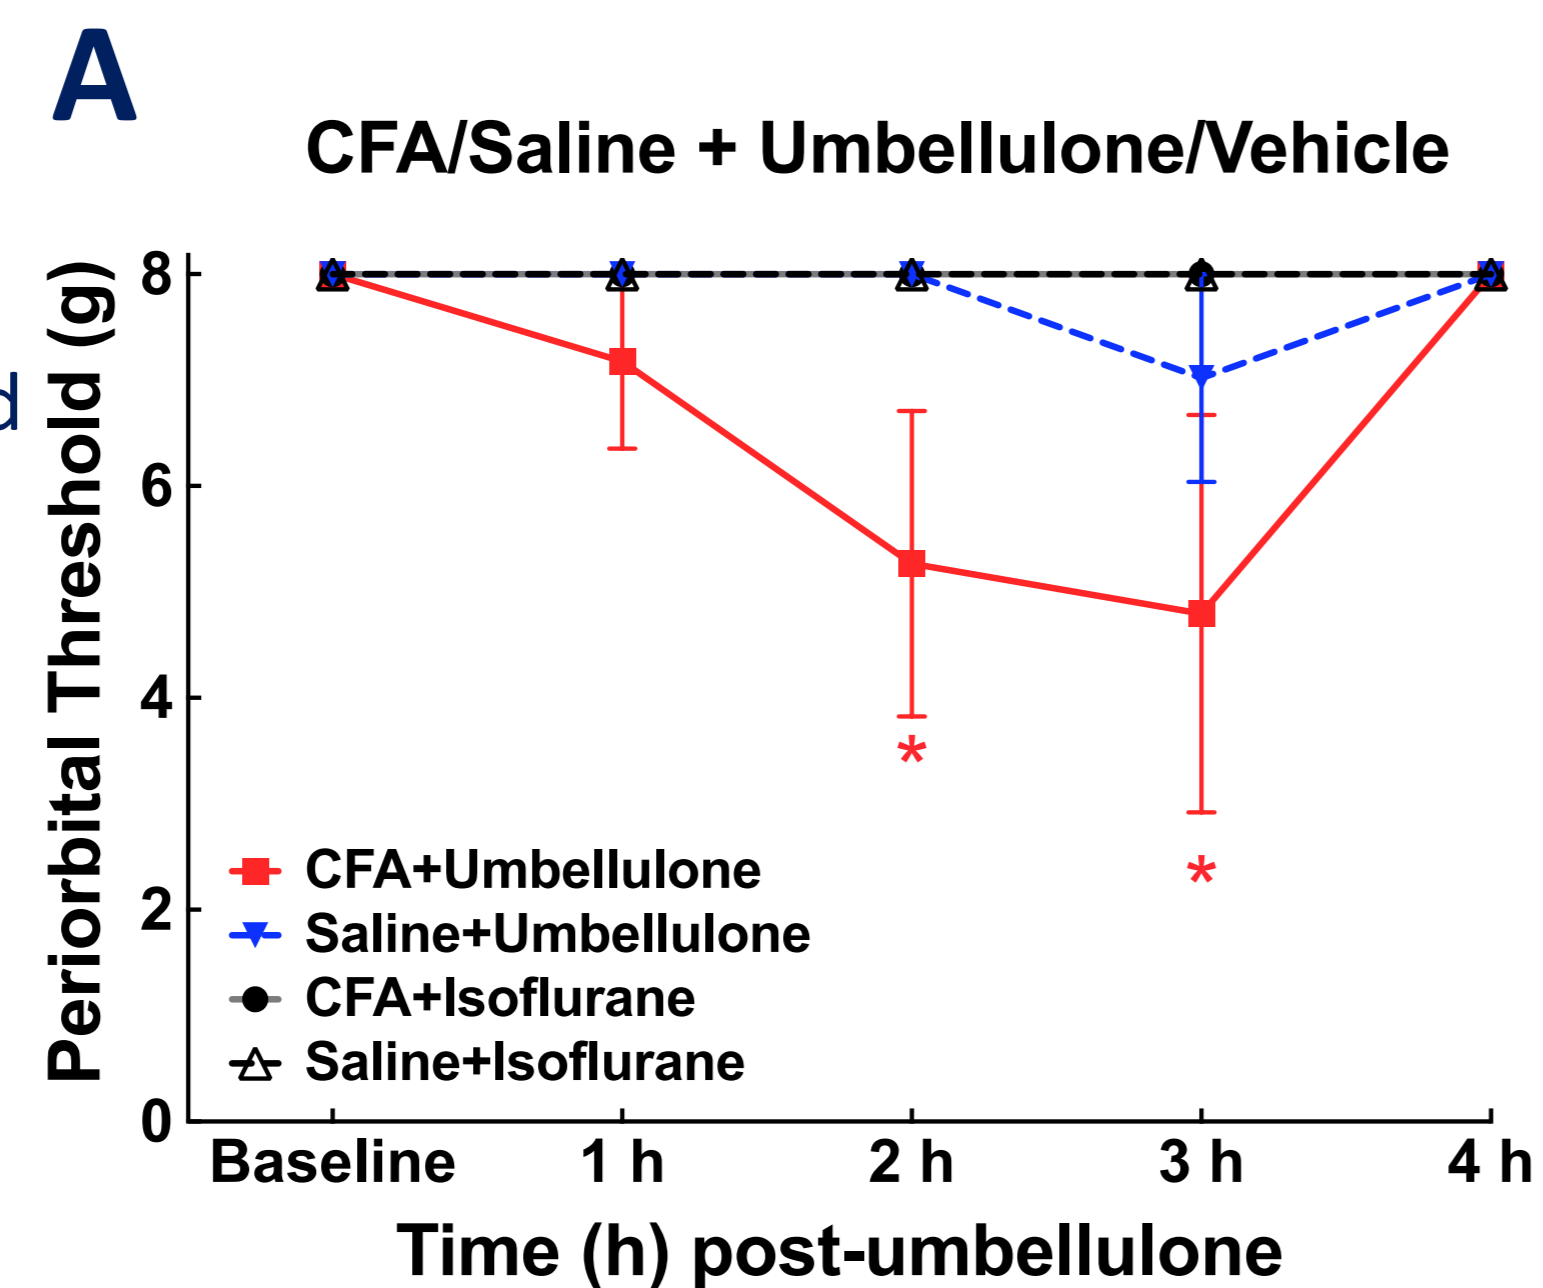 A
CFA/Saline + Umbellulone/Vehicle
d
Periorbital Threshold (g)
8
6
4
2
0
*
*
CFA+Umbellulone
Saline+Umbellulone
CFA+Isoflurane
Saline+Isoflurane
Baseline 1 h 2 h 3 h 4 h
Time (h) post-umbellulone